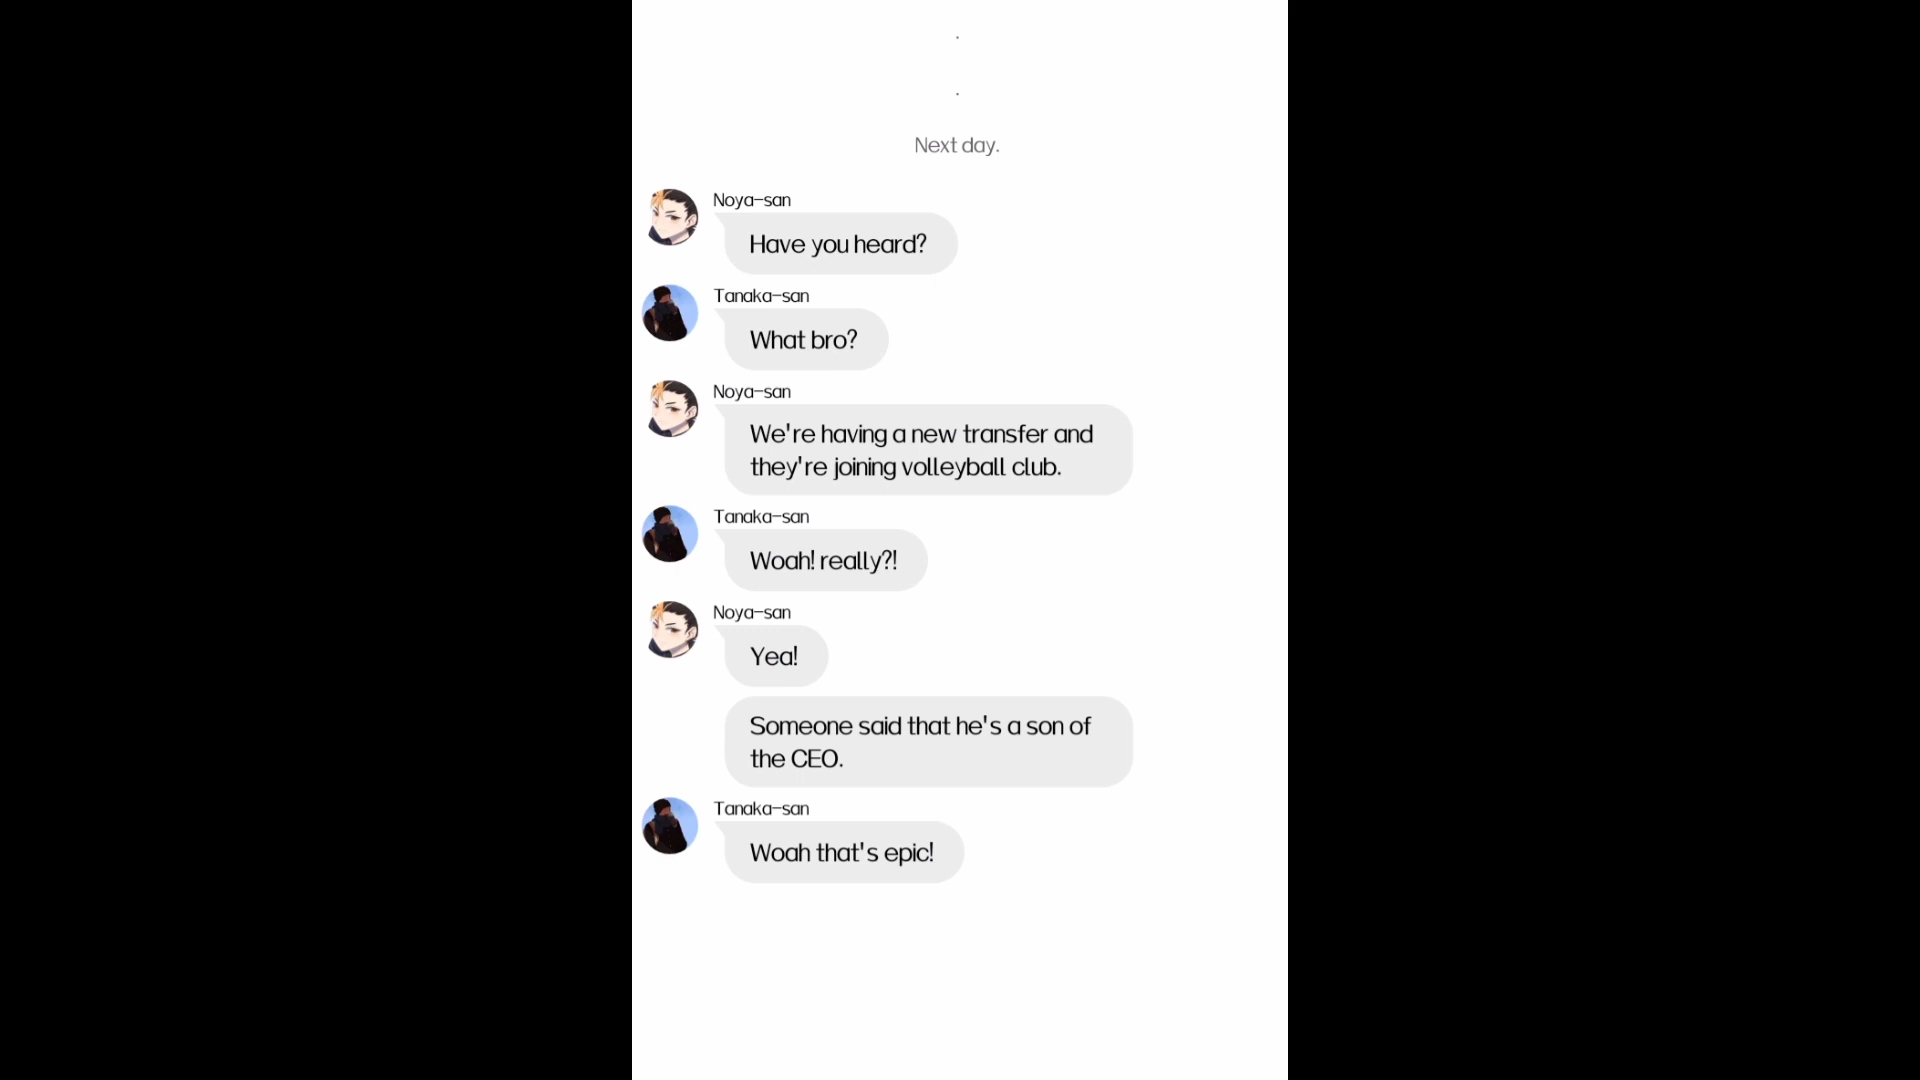 .
.
Next day.
Noya-san
Have you heard?
Tanaka-san
What bro?
Noya-san
We're having a new transfer and
they're joining volleyball club.
Tanaka-san
Woah! really?!
Noya-san
Yea!
Someone said that he's a son of
the CEO.
Tanaka-san
Woah that's epic!